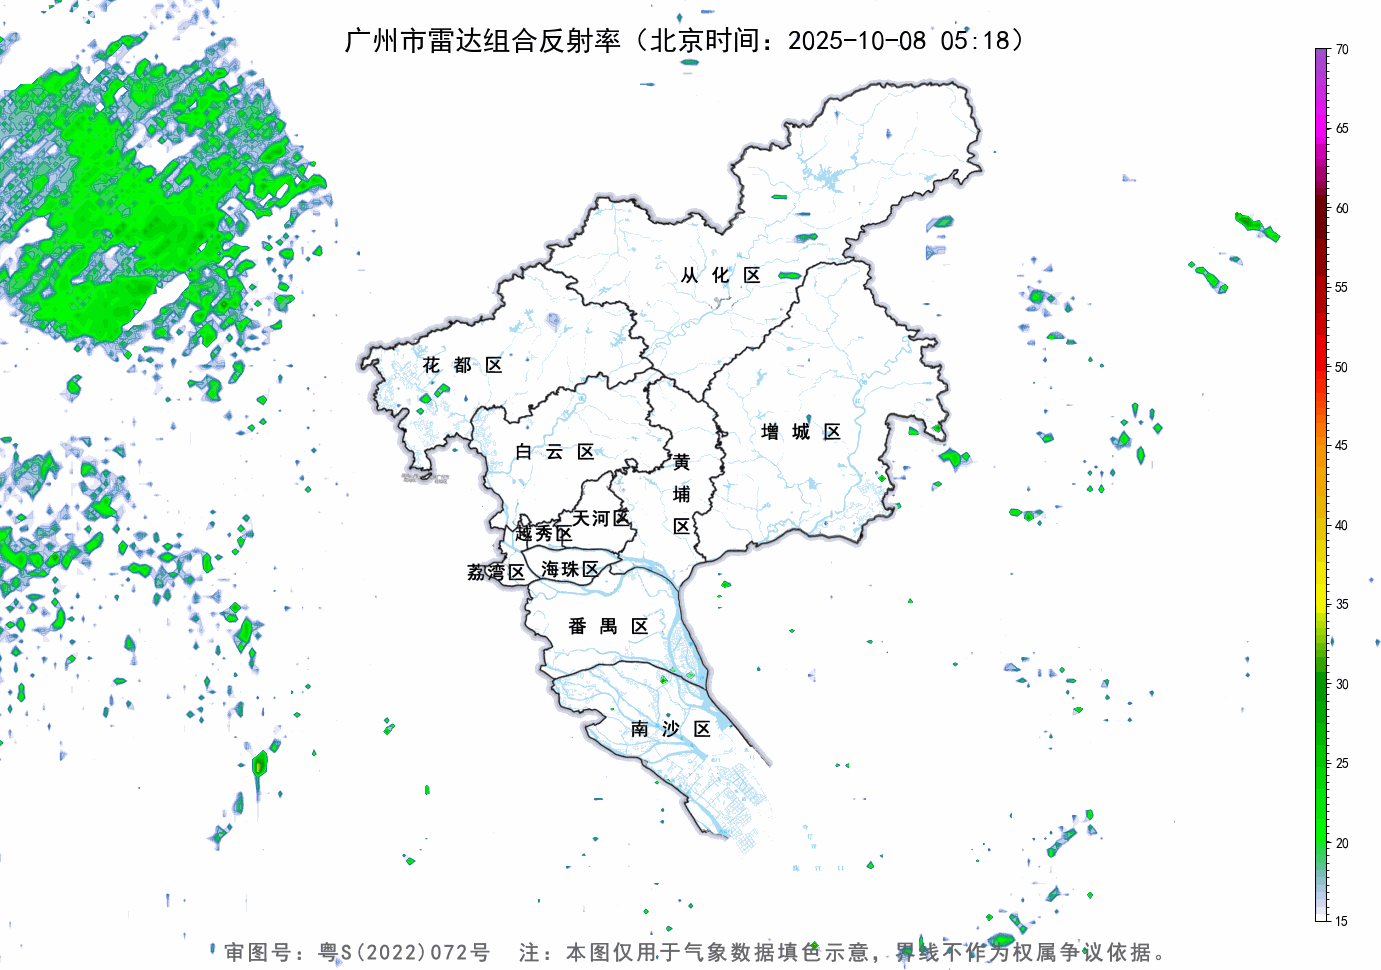 广州市雷达组合反射率（北京时间：2025-10-08 05:18）
70
65
60
55
50
45
40
35
30
25
20
15
从化区
花都区
增城区
白云区
黄埔区
天河区
越秀区
海珠区
荔湾区
番禺区
南沙区
审图号：粤S(2022)072号　注：本图仅用于气象数据填色示意，界线不作为权属争议依据。